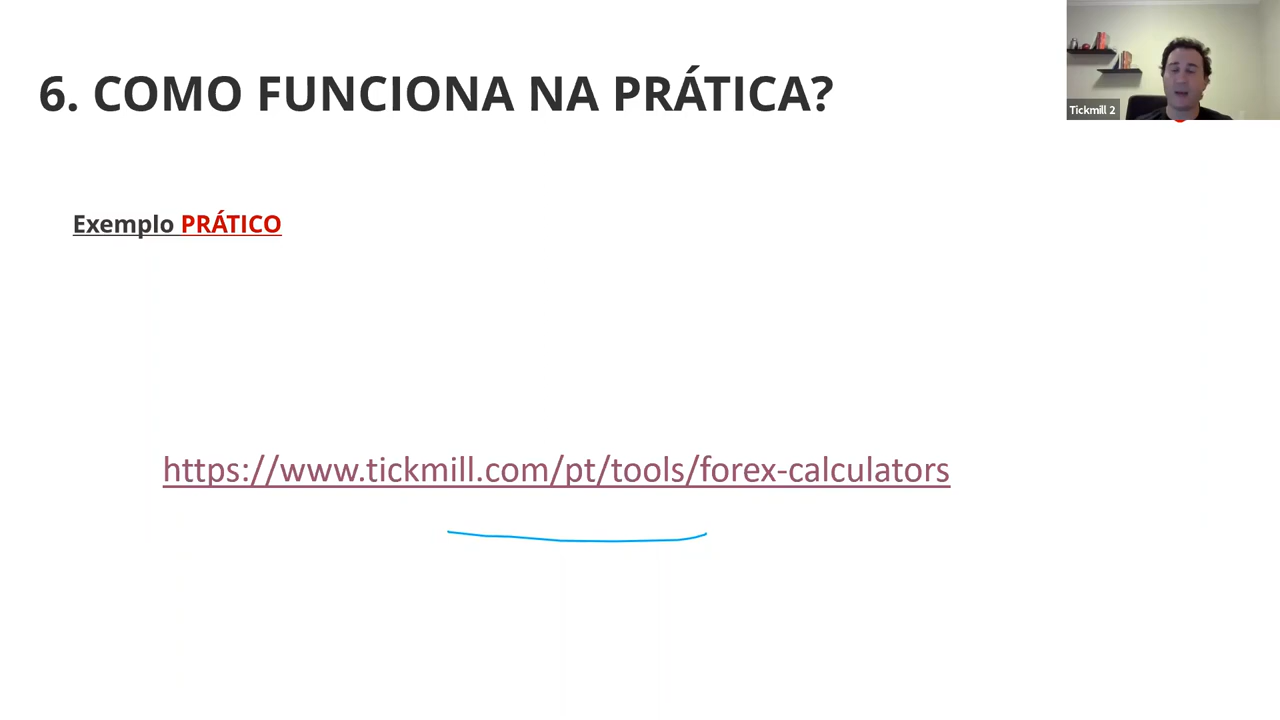 6. COMO FUNCIONA NA PRÁTICA?
Tickmill 2
Exemplo PRÁTICO
https://www.tickmill.com/pt/tools/forex-calculators